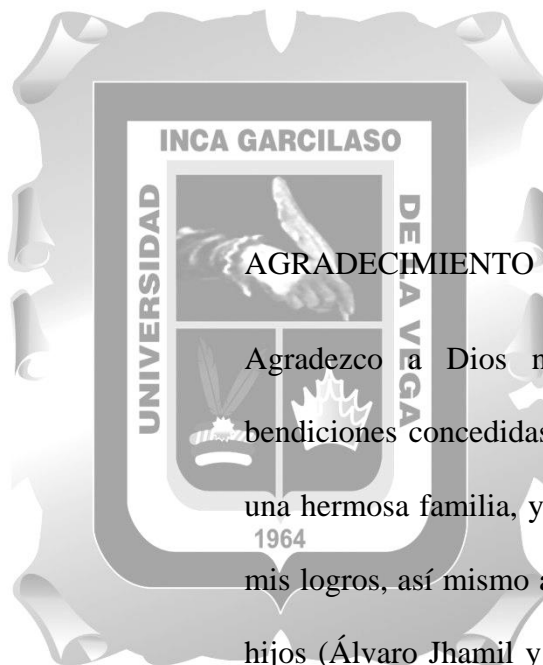 INCA GARCILASO
UNIVERSIDAD
DE LA VEGA
1964
AGRADECIMIENTO
Agradezco a Dios
bendiciones concedidas
una hermosa familia, y
mis logros, así mismo
hijos (Álvaro Jhamil y